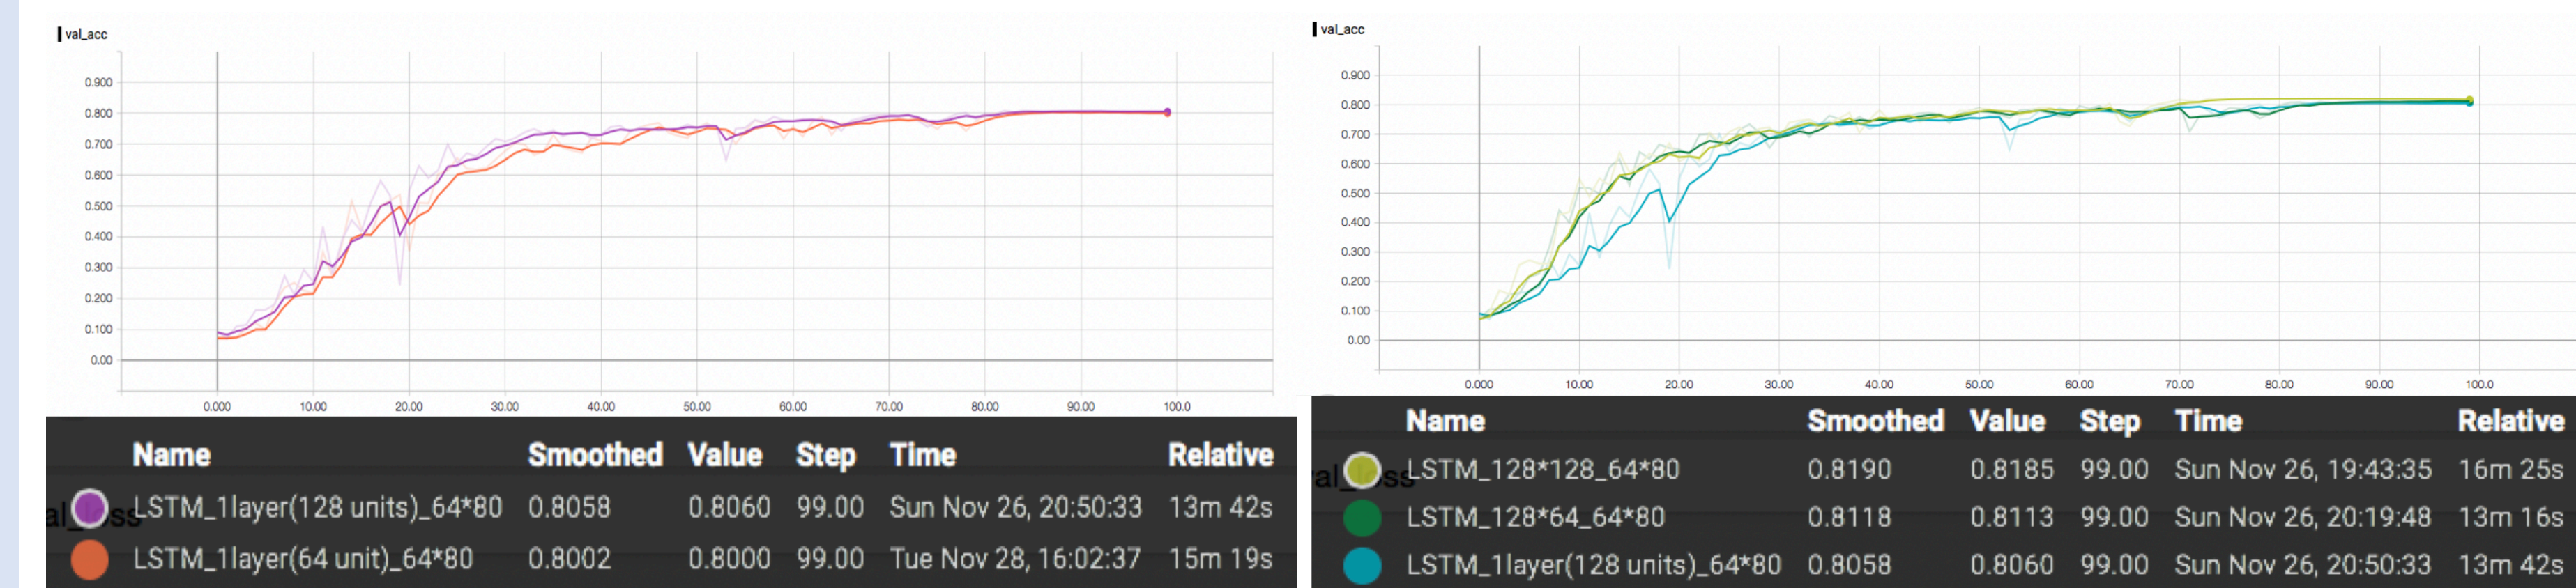 val_acc
0.900
0.800
0.700
0.600
0.500
0.400
0.300
0.200
0.100
0.00
0.000 10.00 20.00 30.00 40.00 50.00 60.00 70.00 80.00 90.00 100.0
Name Smoothed Value Step Time Relative
LSTM_1layer(128 units)_64*80 0.8058 0.8060 99.00 Sun Nov 26, 20:50:33 13m 42s
LSTM_1layer(64 unit)_64*80 0.8002 0.8000 99.00 Tue Nov 28, 16:02:37 15m 19s
val_acc
0.900
0.800
0.700
0.600
0.500
0.400
0.300
0.200
0.100
0.00
0.000 10.00 20.00 30.00 40.00 50.00 60.00 70.00 80.00 90.00 100.0
Name Smoothed Value Step Time Relative
LSTM_128*128_64*80 0.8190 0.8185 99.00 Sun Nov 26, 19:43:35 16m 25s
LSTM_128*64_64*80 0.8118 0.8113 99.00 Sun Nov 26, 20:19:48 13m 16s
LSTM_1layer(128 units)_64*80 0.8058 0.8060 99.00 Sun Nov 26, 20:50:33 13m 42s